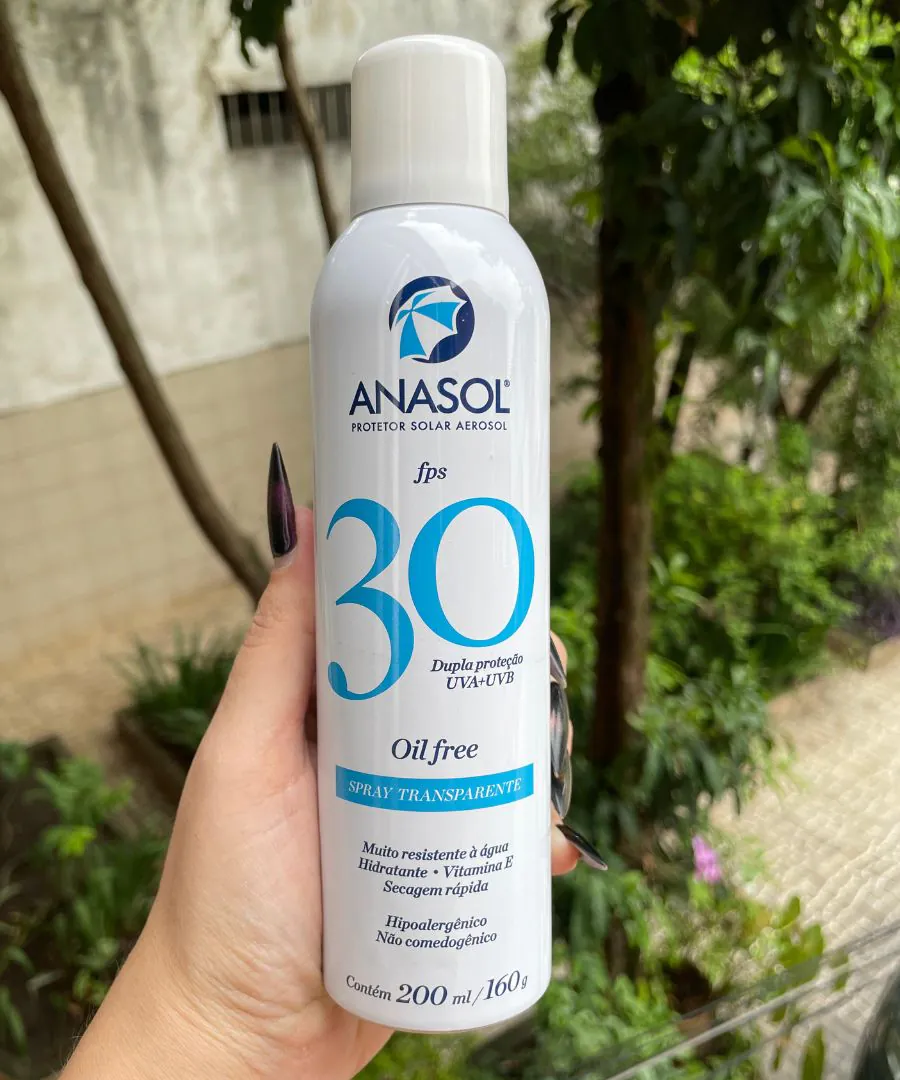 ANASOL®
PROTETOR SOLAR AEROSOL
fps
30
Dupla proteção
UVA+UVB
Oil free
SPRAY TRANSPARENTE
Muito resistente à água
Hidratante • Vitamina E
Secagem rápida
Hipoalergênico
Não comedogênico
Contém 200 ml/160g